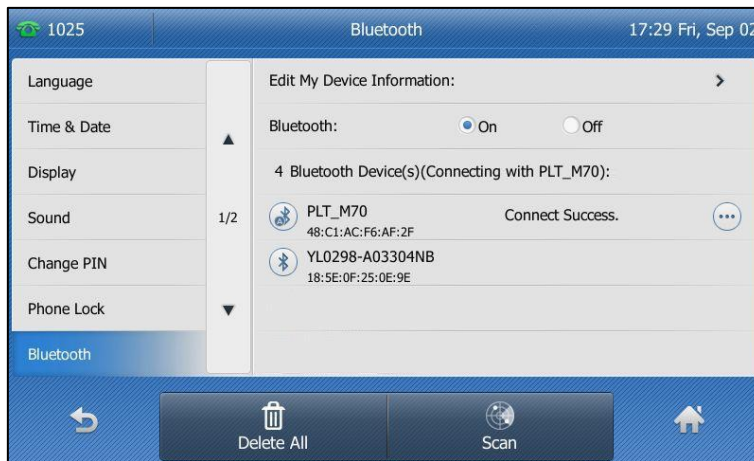 1025 Bluetooth 17:29 Fri, Sep 02
Language
Time & Date
Display
Sound
Change PIN
Phone Lock
Bluetooth
1/2
Edit My Device Information:
Bluetooth: On Off
4 Bluetooth Device(s)(Connecting with PLT_M70):
PLT_M70 Connect Success.
48:C1:AC:F6:AF:2F
YL0298-A03304NB
18:5E:0F:25:0E:9E
Delete All Scan